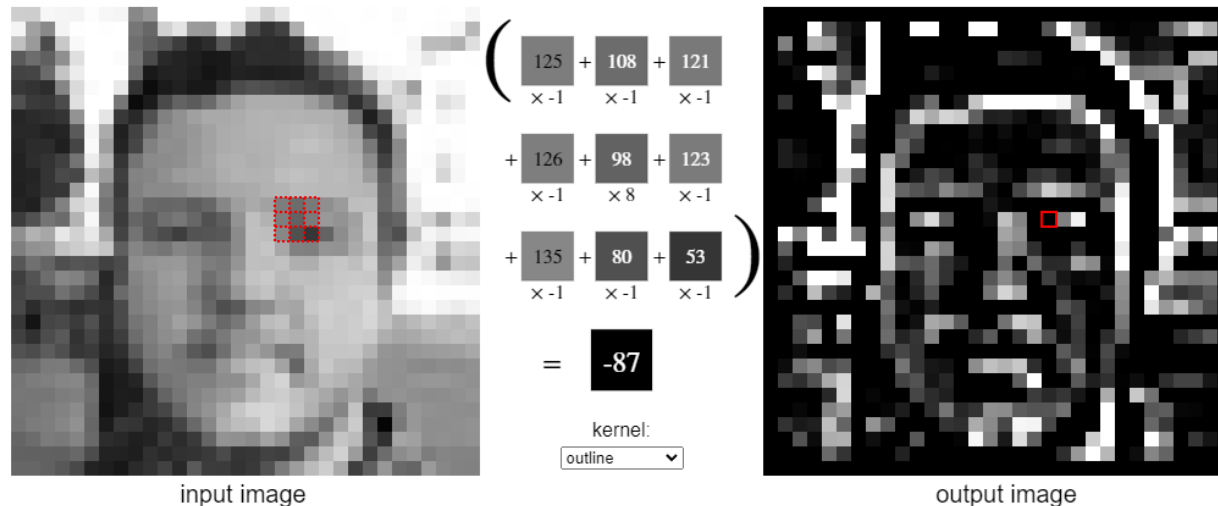 ( 125 + 108 + 121
× -1 × -1 × -1
+ 126 + 98 + 123
× -1 × 8 × -1
+ 135 + 80 + 53 )
× -1 × -1 × -1
= -87
kernel:
outline
input image output image